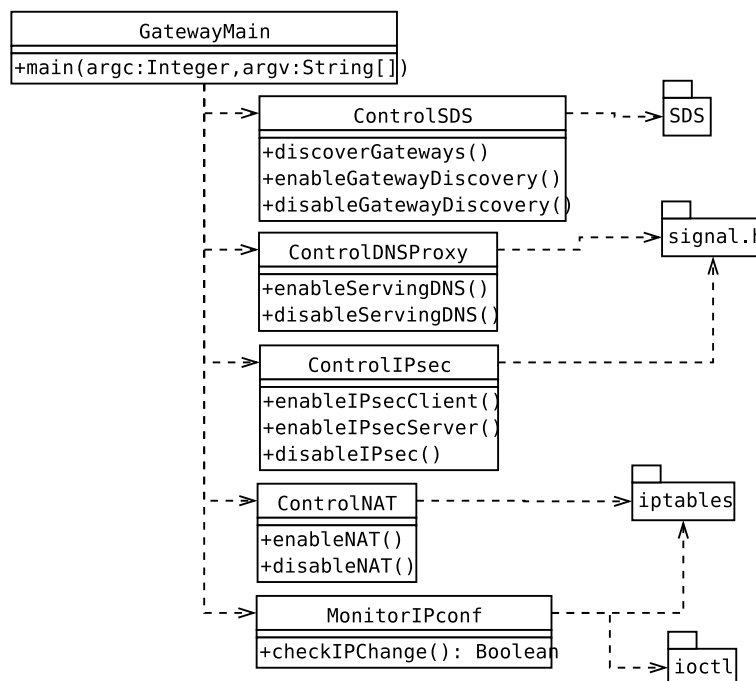 GatewayMain
+main(argc:Integer,argv:String[])
ControlSDS
SDS
+discoverGateways()
+enableGatewayDiscovery()
+disableGatewayDiscovery()
signal.h
ControlDNSProxy
+enableServingDNS()
+disableServingDNS()
ControlIPsec
+enableIPsecClient()
+enableIPsecServer()
+disableIPsec()
ControlNAT
iptables
+enableNAT()
+disableNAT()
MonitorIPconf
+checkIPChange(): Boolean
ioctl